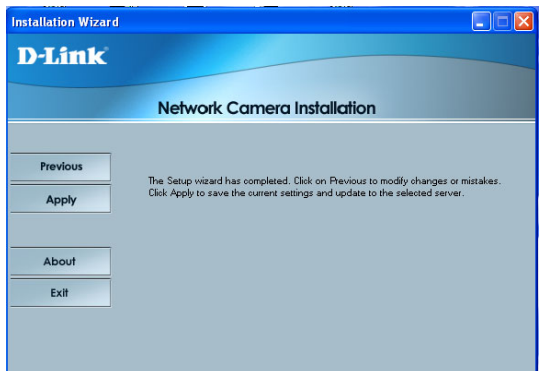 Installation Wizard
D-Link
Network Camera Installation
Previous
The Setup wizard has completed. Click on Previous to modify changes or mistakes.
Click Apply to save the current settings and update to the selected server.
Apply
About
Exit